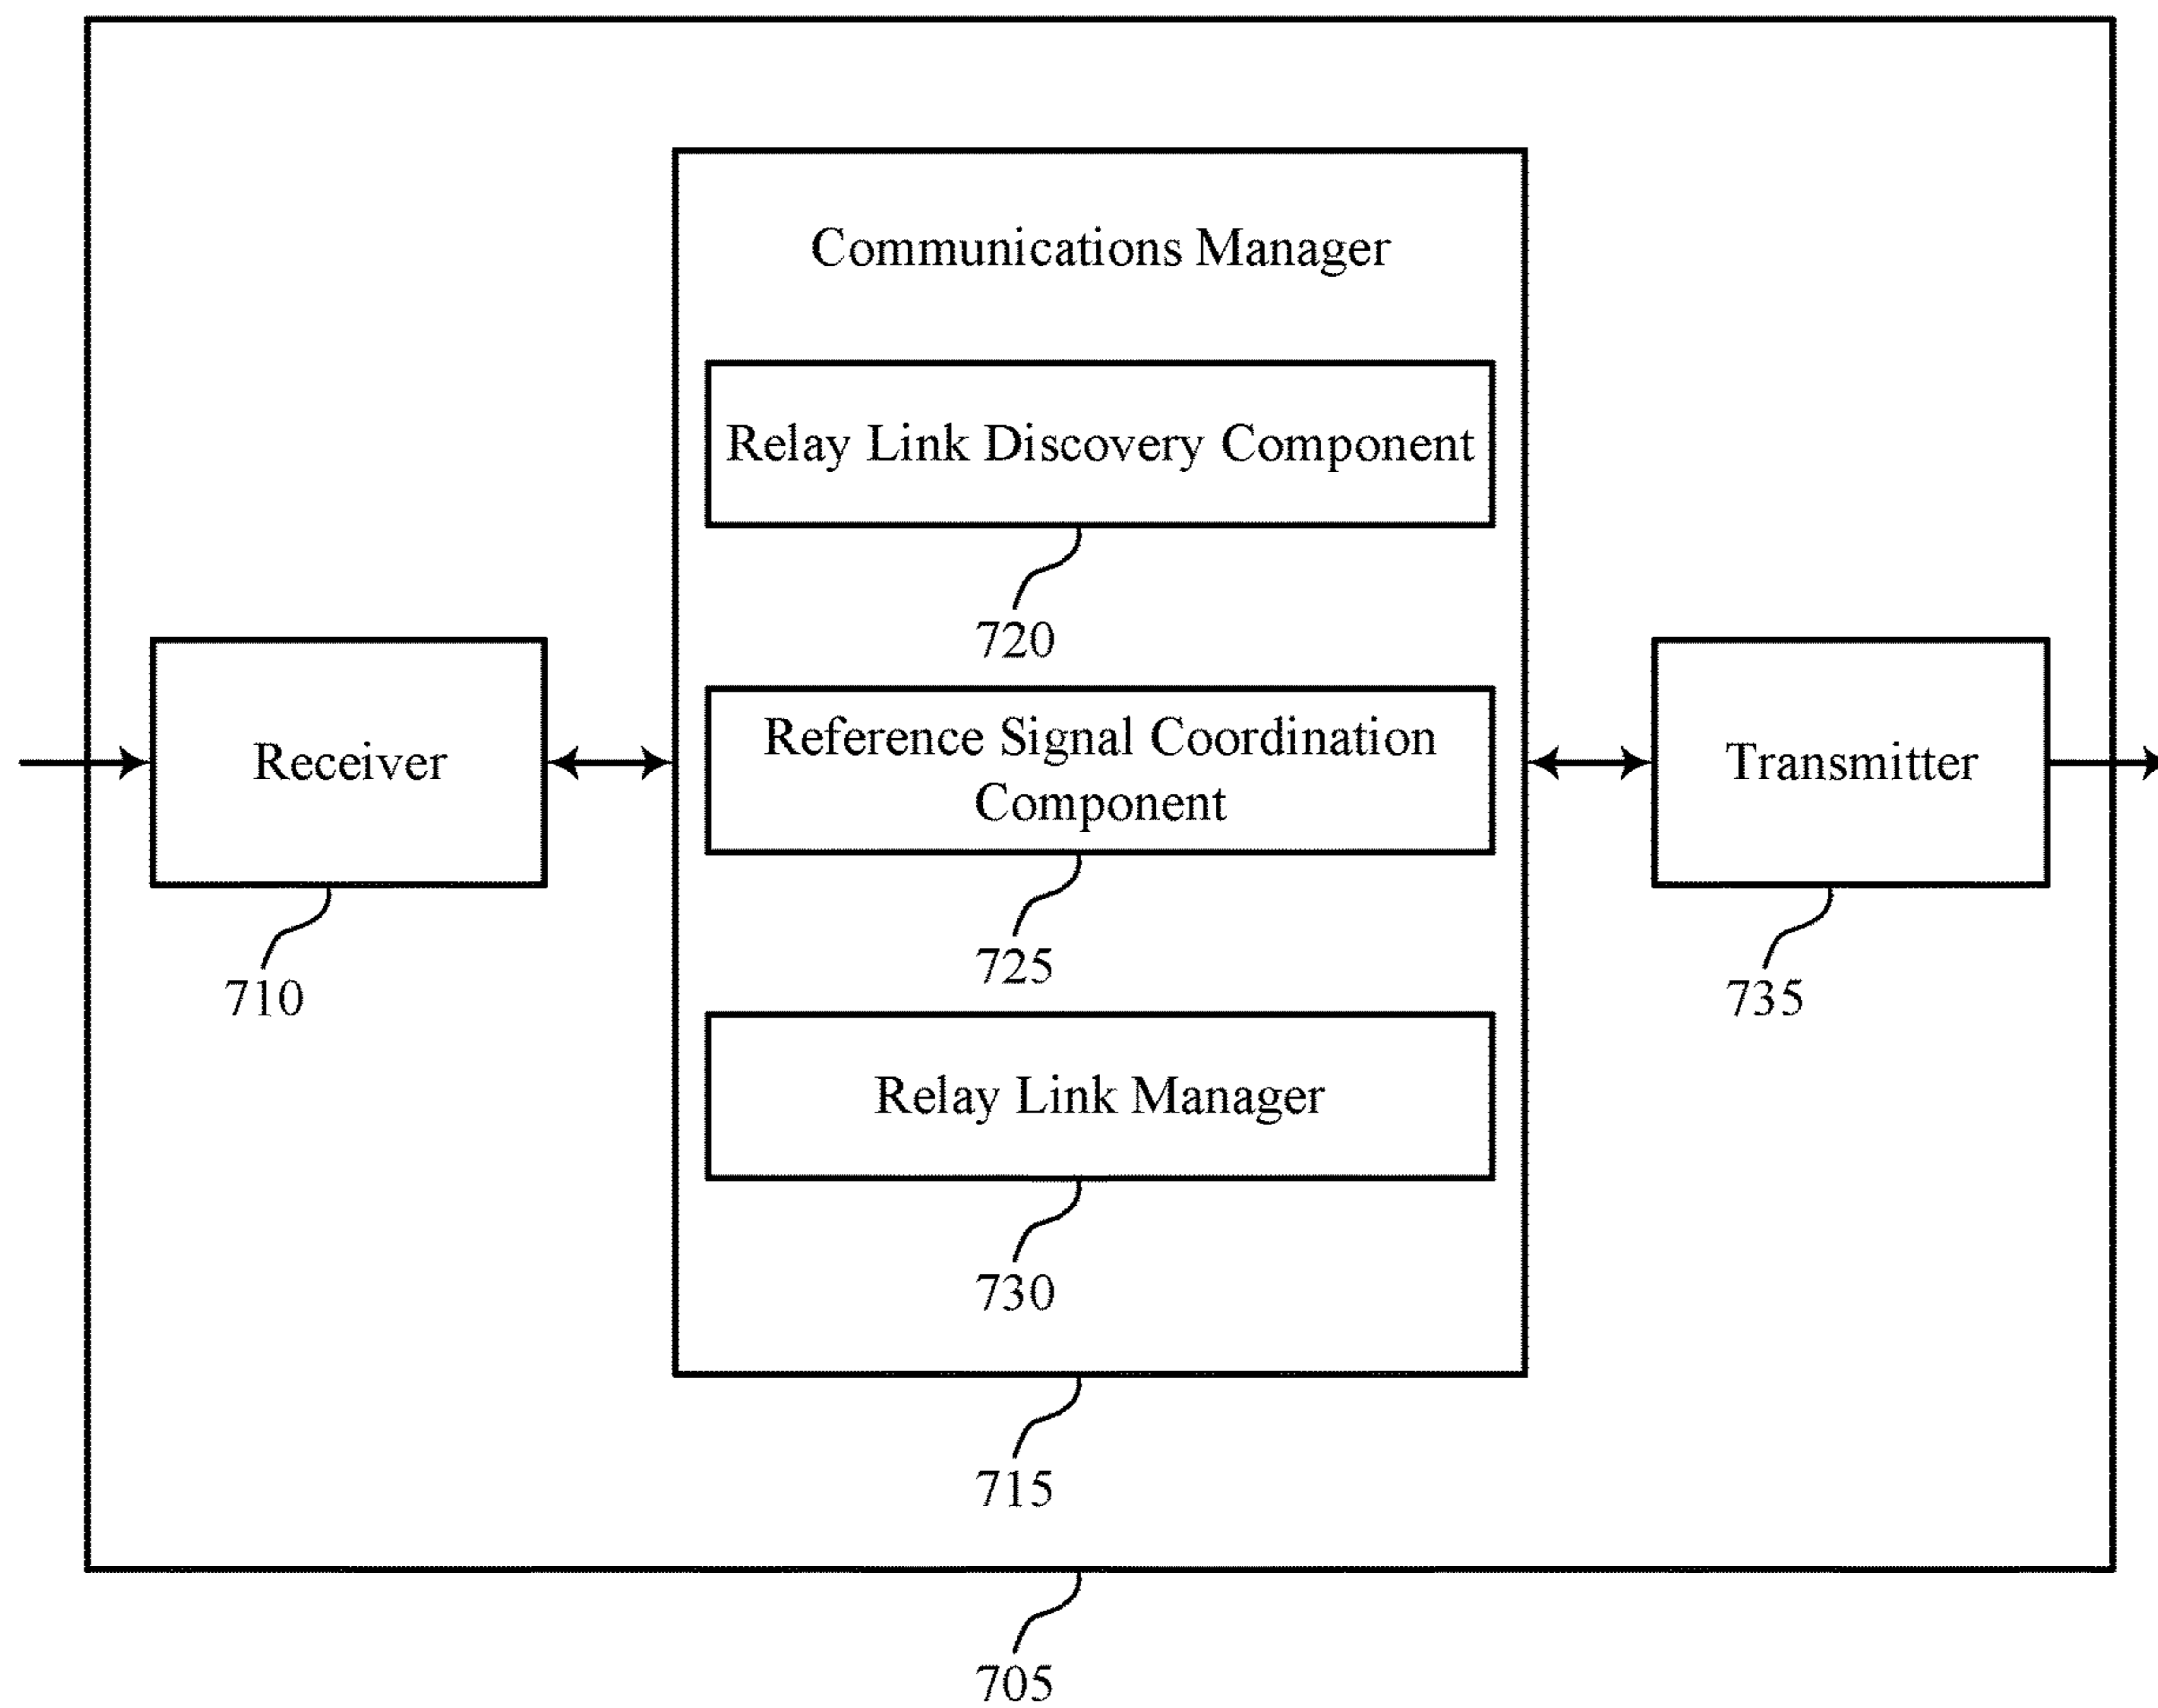 Communications Manager
Relay Link Discovery Component
720
Receiver
710
Reference Signal Coordination
Component
725
Transmitter
735
Relay Link Manager
730
715
705